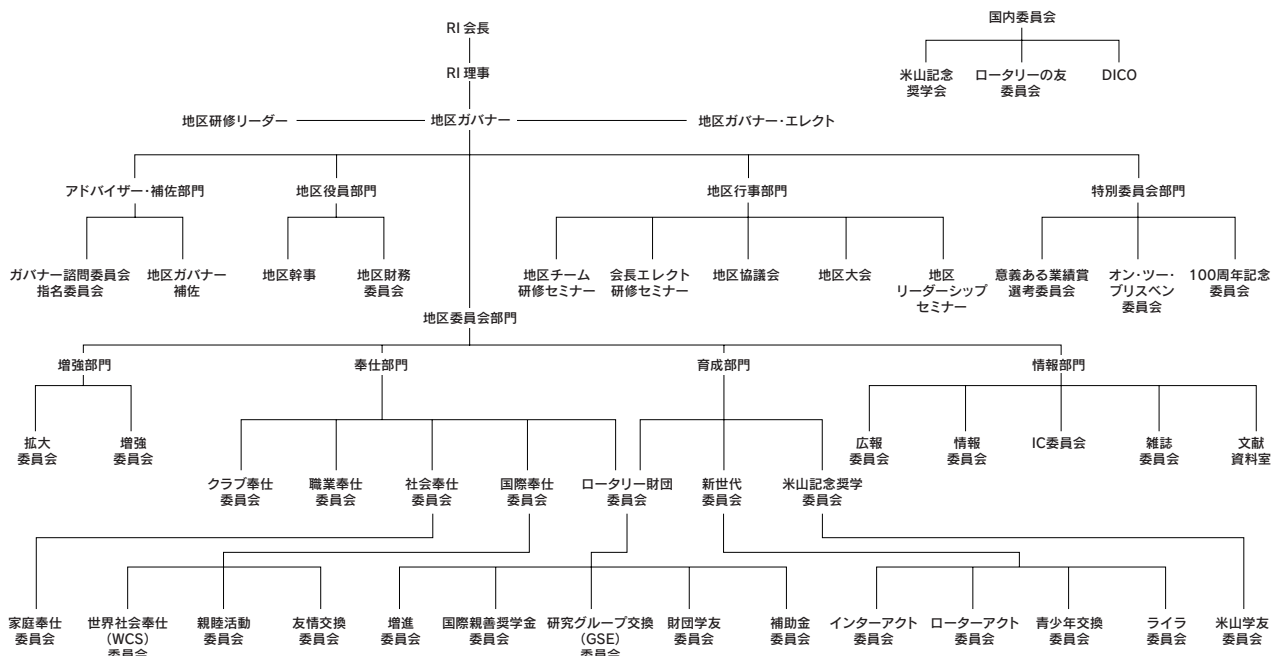 RI 会長
国内委員会
RI 理事
米山記念
奨学会
ロータリーの友
委員会
DICO
地区研修リーダー
地区ガバナー
地区ガバナー・エレクト
アドバイザー・補佐部門
地区役員部門
地区行事部門
特別委員会部門
ガバナー諮問委員会
指名委員会
地区ガバナー
補佐
地区幹事
地区財務
委員会
地区チーム
研修セミナー
会長エレクト
研修セミナー
地区協議会
地区大会
地区
リーダーシップ
セミナー
意義ある業績賞
選考委員会
オン・ツー・
ブリスベン
委員会
100周年記念
委員会
地区委員会部門
増強部門
奉仕部門
育成部門
情報部門
拡大
委員会
増強
委員会
広報
委員会
情報
委員会
IC委員会
雑誌
委員会
文献
資料室
クラブ奉仕
委員会
職業奉仕
委員会
社会奉仕
委員会
国際奉仕
委員会
ロータリー財団
委員会
新世代
委員会
米山記念奨学
委員会
家庭奉仕
委員会
世界社会奉仕
(WCS)
委員会
親睦活動
委員会
友情交換
委員会
増進
委員会
国際親善奨学金
委員会
研究グループ交換
(GSE)
委員会
財団学友
委員会
補助金
委員会
インターアクト
委員会
ローターアクト
委員会
青少年交換
委員会
ライラ
委員会
米山学友
委員会